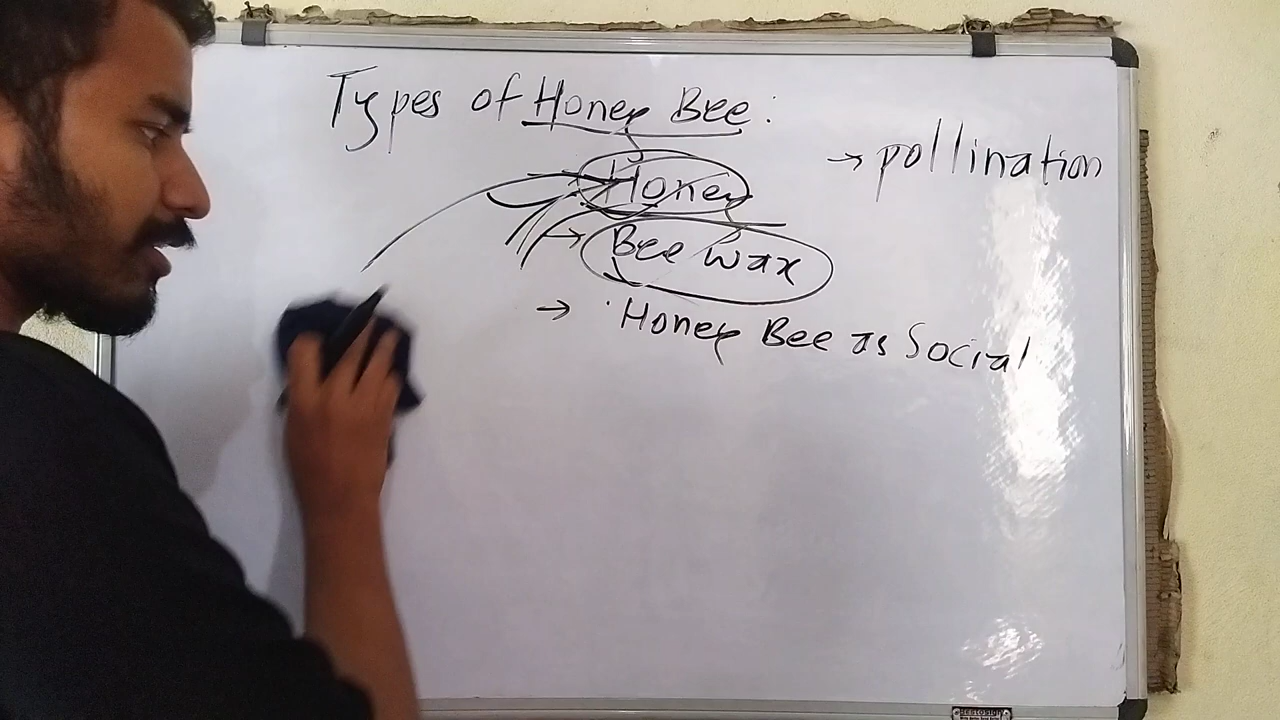 Types of Honey Bee:
→ pollination
Honey
→ Bee wax
→ Honey Bee as Social